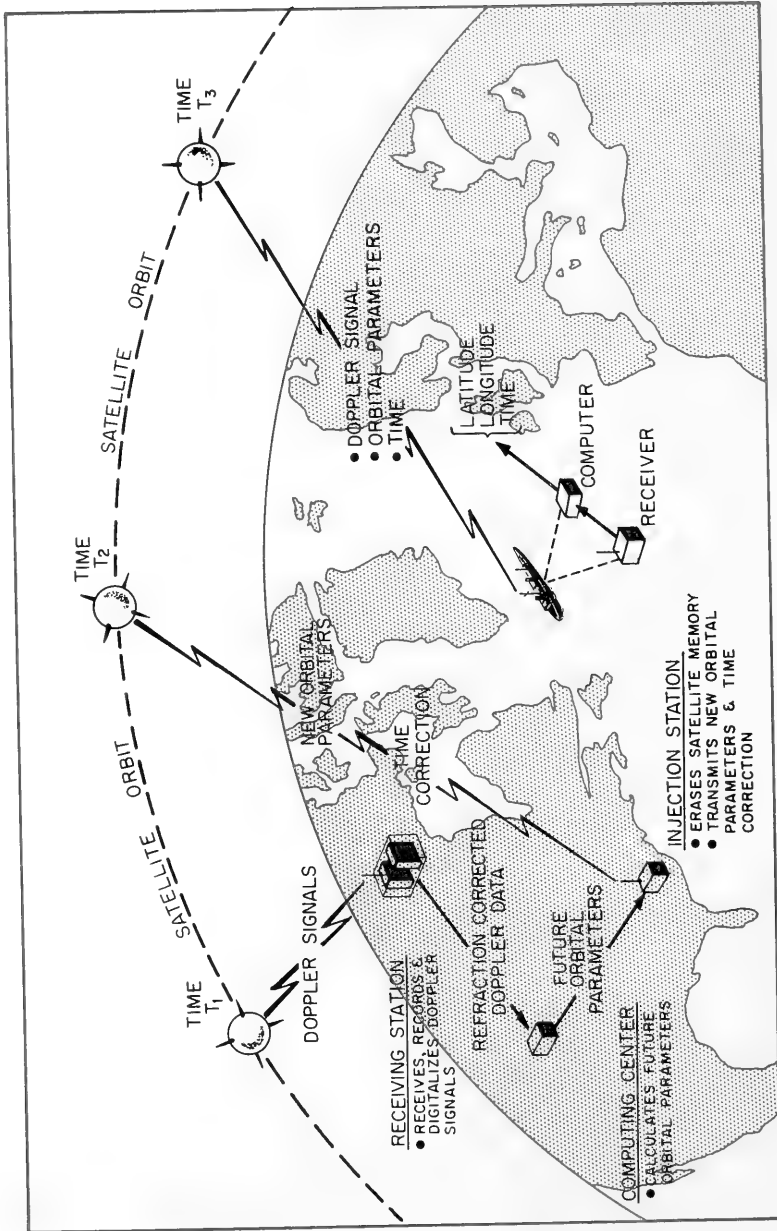 TIME
T1
SATELLITE ORBIT
TIME
T2
SATELLITE ORBIT
TIME
T3
DOPPLER SIGNALS
RECEIVING STATION
• RECEIVES, RECORDS &
DIGITALIZES DOPPLER
SIGNALS
REFRACTION CORRECTED
DOPPLER DATA
COMPUTING CENTER
• CALCULATES FUTURE
ORBITAL PARAMETERS
FUTURE
ORBITAL
PARAMETERS
NEW ORBITAL
PARAMETERS
TIME
CORRECTION
INJECTION STATION
• ERASES SATELLITE MEMORY
• TRANSMITS NEW ORBITAL
PARAMETERS & TIME
CORRECTION
• DOPPLER SIGNAL
• ORBITAL PARAMETERS
• TIME
LATITUDE
LONGITUDE
TIME
COMPUTER
RECEIVER